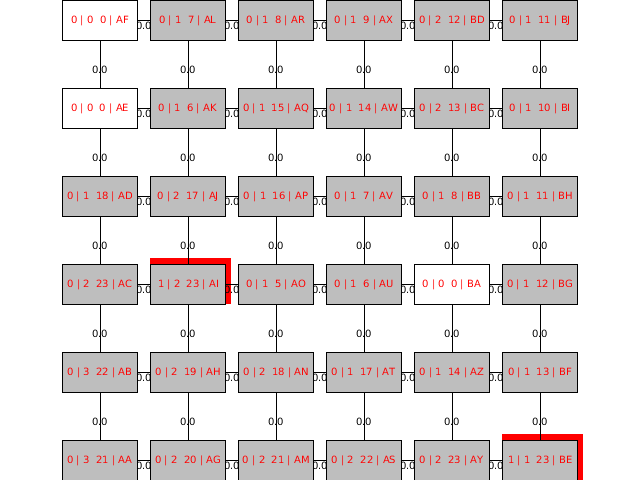 0 | 0 0 | AF 0.0 0 | 1 7 | AL 0.0 0 | 1 8 | AR 0.0 0 | 1 9 | AX 0.0 0 | 2 12 | BD 0.0 0 | 1 11 | BJ
0.0 0.0 0.0 0.0 0.0 0.0
0 | 0 0 | AE 0.0 0 | 1 6 | AK 0.0 0 | 1 15 | AQ 0.0 0 | 1 14 | AW 0.0 0 | 2 13 | BC 0.0 0 | 1 10 | BI
0.0 0.0 0.0 0.0 0.0 0.0
0 | 1 18 | AD 0.0 0 | 2 17 | AJ 0.0 0 | 1 16 | AP 0.0 0 | 1 7 | AV 0.0 0 | 1 8 | BB 0.0 0 | 1 11 | BH
0.0 0.0 0.0 0.0 0.0 0.0
0 | 2 23 | AC 0.0 1 | 2 23 | AI 0.0 0 | 1 5 | AO 0.0 0 | 1 6 | AU 0.0 0 | 0 0 | BA 0.0 0 | 1 12 | BG
0.0 0.0 0.0 0.0 0.0 0.0
0 | 3 22 | AB 0.0 0 | 2 19 | AH 0.0 0 | 2 18 | AN 0.0 0 | 1 17 | AT 0.0 0 | 1 14 | AZ 0.0 0 | 1 13 | BF
0.0 0.0 0.0 0.0 0.0 0.0
0 | 3 21 | AA 0.0 0 | 2 20 | AG 0.0 0 | 2 21 | AM 0.0 0 | 2 22 | AS 0.0 0 | 2 23 | AY 0.0 1 | 1 23 | BE